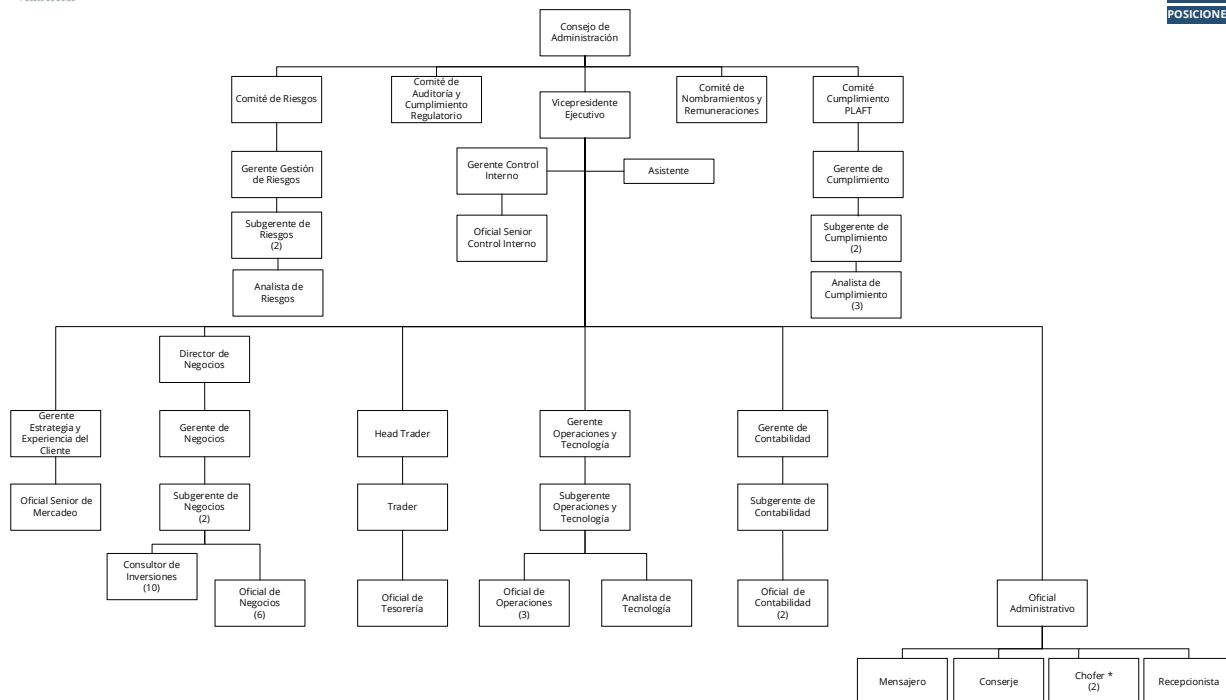 POSICIONE
Consejo de
Administración
Comité de Riesgos
Comité de
Auditoría y
Cumplimiento
Regulatorio
Vicepresidente
Ejecutivo
Comité de
Nombramientos y
Remuneraciones
Comité
Cumplimiento
PLAFT
Gerente Gestión
de Riesgos
Gerente Control
Interno
Asistente
Gerente de
Cumplimiento
Subgerente de
Riesgos
(2)
Oficial Senior
Control Interno
Subgerente de
Cumplimiento
(2)
Analista de
Riesgos
Analista de
Cumplimiento
(3)
Director de
Negocios
Gerente
Estrategia y
Experiencia del
Cliente
Gerente de
Negocios
Head Trader
Gerente
Operaciones y
Tecnología
Gerente de
Contabilidad
Oficial Senior de
Mercadeo
Subgerente de
Negocios
(2)
Trader
Subgerente
Operaciones y
Tecnología
Subgerente de
Contabilidad
Consultor de
Inversiones
(10)
Oficial de
Negocios
(6)
Oficial de
Tesorería
Oficial de
Operaciones
(3)
Analista de
Tecnología
Oficial de
Contabilidad
(2)
Oficial
Administrativo
Mensajero
Conserje
Chofer *
(2)
Recepcionista